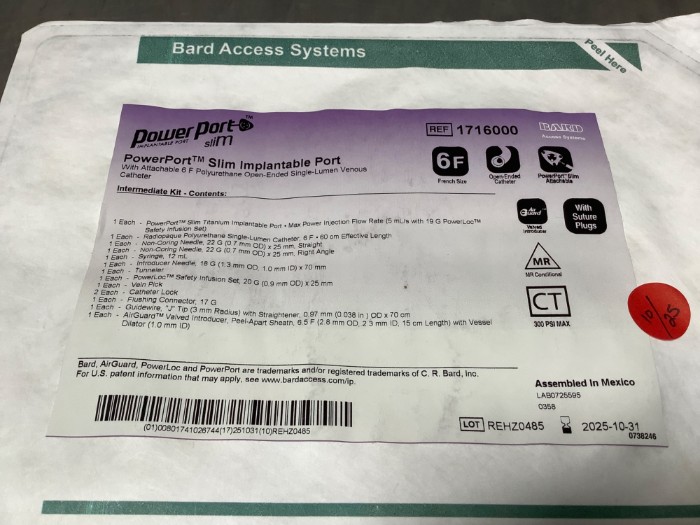 Bard Access Systems
Peel Here
PowerPort™
slim
IMPLANTABLE PORT
REF 1716000
BARD
Access Systems
PowerPort™ Slim Implantable Port
With Attachable 6 F Polyurethane Open-Ended Single-Lumen Venous
Catheter
6F
French Size
Open-Ended
Catheter
PowerPort™ Slim
Attachable
Intermediate Kit - Contents:
Air
Guard
Valved
Introducer
With
Suture
Plugs
1 Each - PowerPort™ Slim Titanium Implantable Port • Max Power Injection Flow Rate (5 mL/s with 19 G PowerLoc™
Safety Infusion Set)
1 Each - Radiopaque Polyurethane Single-Lumen Catheter, 6 F • 60 cm Effective Length
1 Each - Non-Coring Needle, 22 G (0.7 mm OD) x 25 mm, Straight
1 Each - Non-Coring Needle, 22 G (0.7 mm OD) x 25 mm, Right Angle
1 Each - Syringe, 12 mL
1 Each - Introducer Needle, 18 G (1.3 mm OD, 1.0 mm ID) x 70 mm
1 Each - Tunneler
1 Each - PowerLoc™ Safety Infusion Set, 20 G (0.9 mm OD) x 25 mm
1 Each - Vein Pick
2 Each - Catheter Lock
1 Each - Flushing Connector, 17 G
1 Each - Guidewire, "J" Tip (3 mm Radius) with Straightener, 0.97 mm (0.038 in.) OD x 70 cm
1 Each - AirGuard™ Valved Introducer, Peel-Apart Sheath, 6.5 F (2.6 mm OD, 2.3 mm ID, 15 cm Length) with Vessel
Dilator (1.0 mm ID)
MR
MR Conditional
CT
300 PSI MAX
10/25
Bard, AirGuard, PowerLoc and PowerPort are trademarks and/or registered trademarks of C. R. Bard, Inc.
For U.S. patent information that may apply, see www.bardaccess.com/ip.
Assembled In Mexico
LAB0725595
0358
(01)00801741026744(17)251031(10)REHZ0485
LOT REHZ0485
2025-10-31
0738246